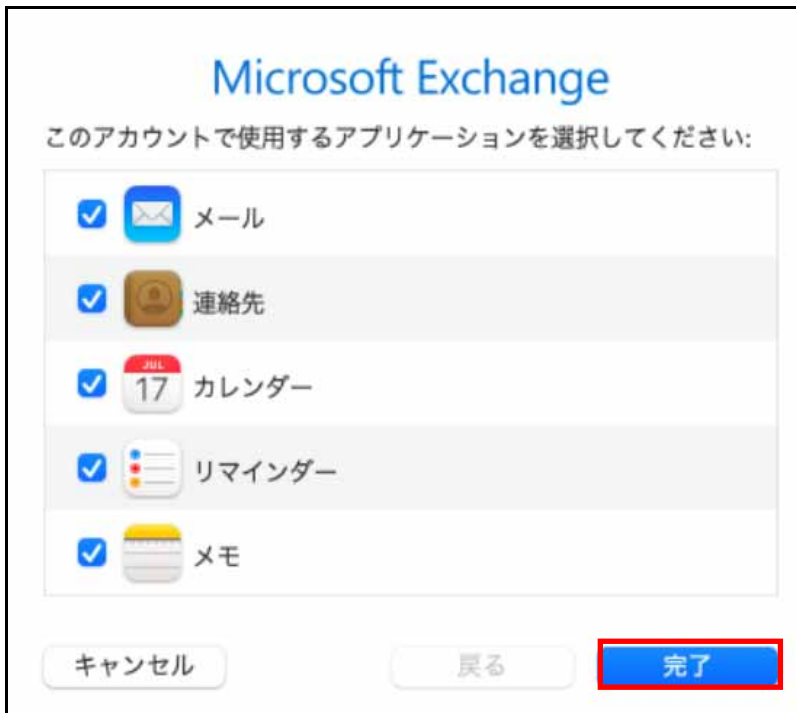 Microsoft Exchange
このアカウントで使用するアプリケーションを選択してください:
メール
連絡先
JUL
17
カレンダー
リマインダー
メモ
キャンセル 戻る 完了